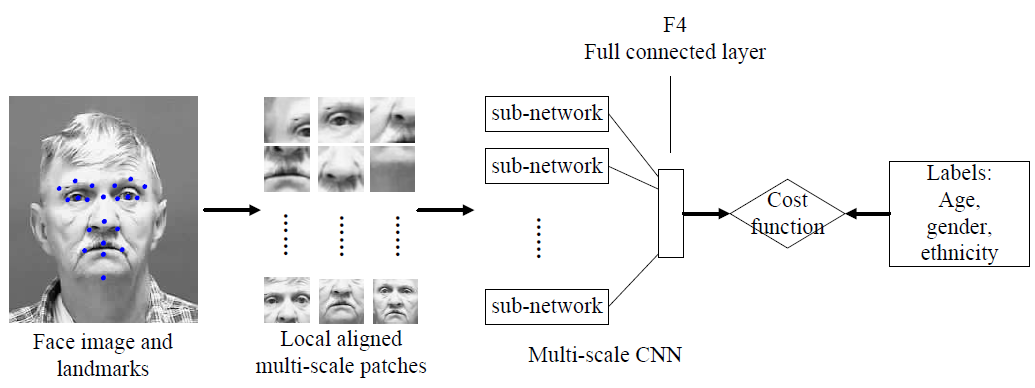 F4
Full connected layer
sub-network
sub-network
sub-network
Cost
function
Labels:
Age,
gender,
ethnicity
Face image and
landmarks
Local aligned
multi-scale patches
Multi-scale CNN